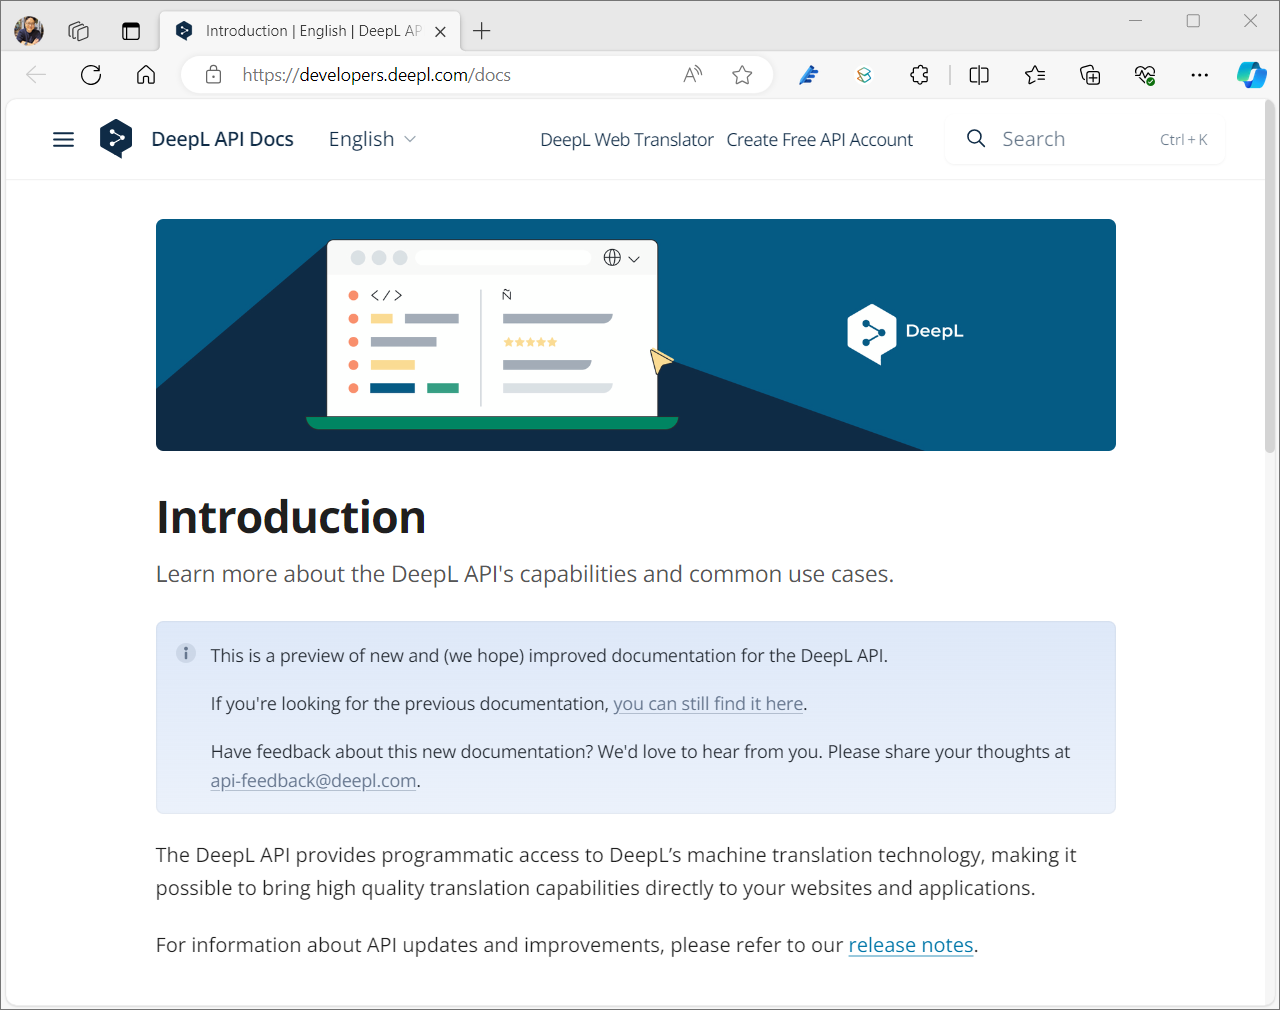 Introduction | English | DeepL AP
https://developers.deepl.com/docs
DeepL API Docs
English
DeepL Web Translator
Create Free API Account
Search
Ctrl + K
</>
Ñ
DeepL
Introduction
Learn more about the DeepL API's capabilities and common use cases.
This is a preview of new and (we hope) improved documentation for the DeepL API.
If you're looking for the previous documentation, you can still find it here.
Have feedback about this new documentation? We'd love to hear from you. Please share your thoughts at
api-feedback@deepl.com.
The DeepL API provides programmatic access to DeepL’s machine translation technology, making it
possible to bring high quality translation capabilities directly to your websites and applications.
For information about API updates and improvements, please refer to our release notes.